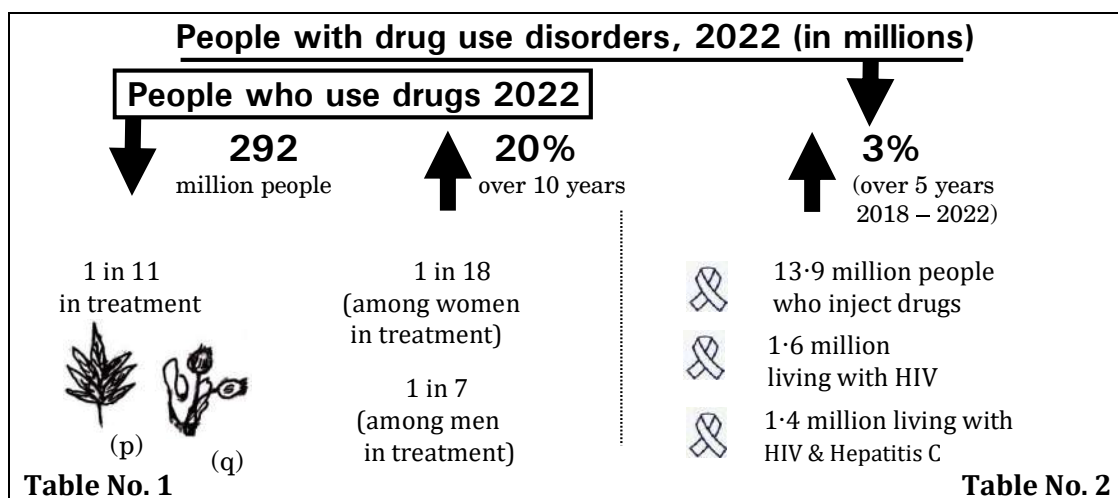 People with drug use disorders, 2022 (in millions)
People who use drugs 2022
292
million people
20%
over 10 years
3%
(over 5 years
2018 – 2022)
1 in 11
in treatment
(p)
(q)
1 in 18
(among women
in treatment)
1 in 7
(among men
in treatment)
13·9 million people
who inject drugs
1·6 million
living with HIV
1·4 million living with
HIV & Hepatitis C
Table No. 1
Table No. 2